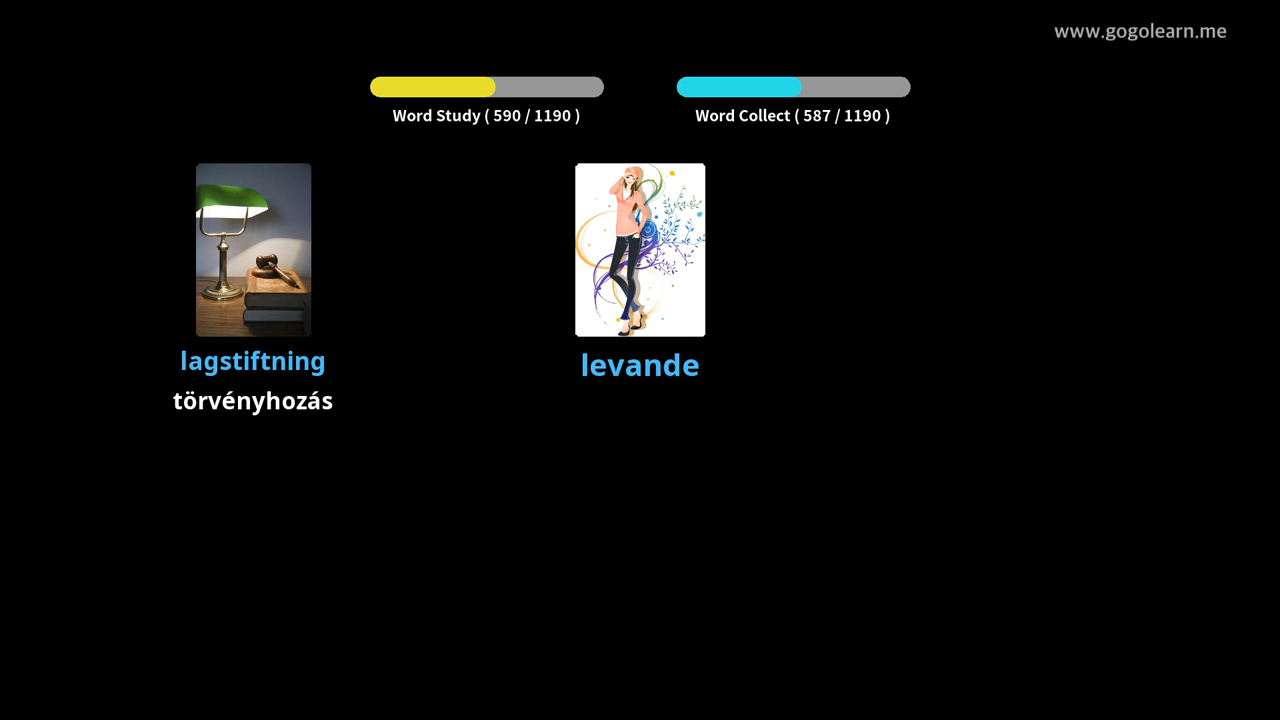 www.gogolearn.me
Word Study ( 590 / 1190 )
Word Collect ( 587 / 1190 )
lagstiftning
törvényhozás
levande